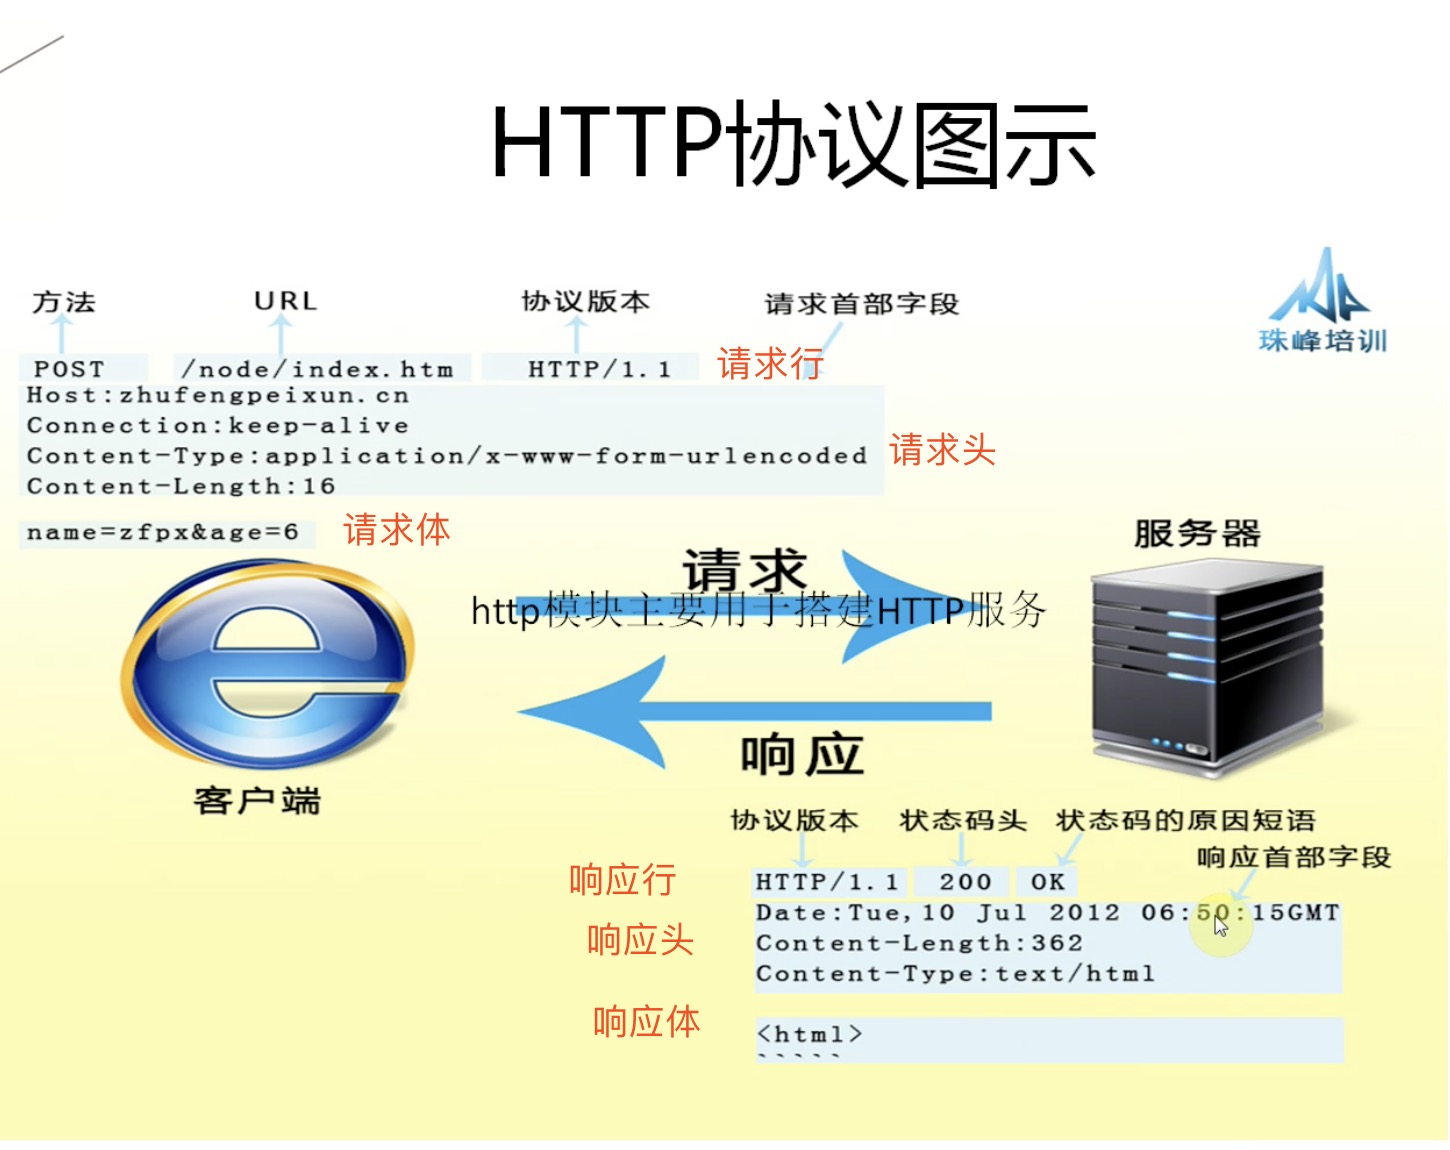 HTTP协议图示
方法 URL 协议版本 请求首部字段
珠峰培训
POST /node/index.htm HTTP/1.1 请求行
Host:zhufengpeixun.cn
Connection:keep-alive
Content-Type:application/x-www-form-urlencoded 请求头
Content-Length:16
name=zfpx&age=6 请求体
服务器
请求
http模块主要用于搭建HTTP服务
响应
客户端
协议版本 状态码头 状态码的原因短语
响应首部字段
响应行 HTTP/1.1 200 OK
Date:Tue,10 Jul 2012 06:50:15GMT
响应头 Content-Length:362
Content-Type:text/html
响应体 <html>